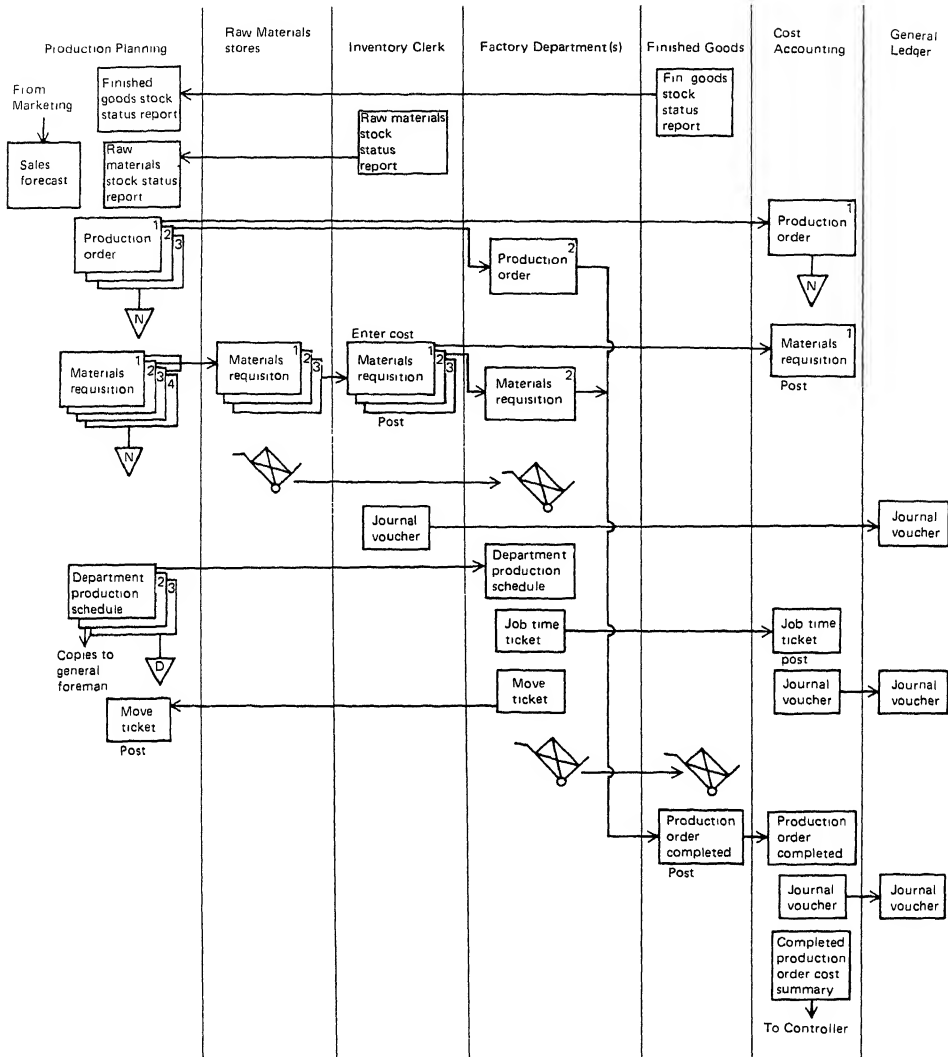 Production Planning
Raw Materials
stores
Inventory Clerk
Factory Department(s)
Finished Goods
Cost
Accounting
General
Ledger
From
Marketing
Sales
forecast
Finished
goods stock
status report
Fin goods
stock
status
report
Raw materials
stock
status
report
Raw
materials
stock status
report
Production
order
1
2
3
N
Production
order
2
Production
order
1
N
Materials
requisition
1
2
3
4
N
Materials
requisiton
1
2
3
Enter cost
Materials
requisition
1
2
3
Post
Materials
requisition
2
Materials
requisition
1
Post
Journal
voucher
Journal
voucher
Department
production
schedule
2
3
Copies to
general
foreman
D
Department
production
schedule
Job time
ticket
Job time
ticket
post
Journal
voucher
Journal
voucher
Move
ticket
Move
ticket
Post
Production
order
completed
Post
Production
order
completed
Journal
voucher
Journal
voucher
Completed
production
order cost
summary
To Controller